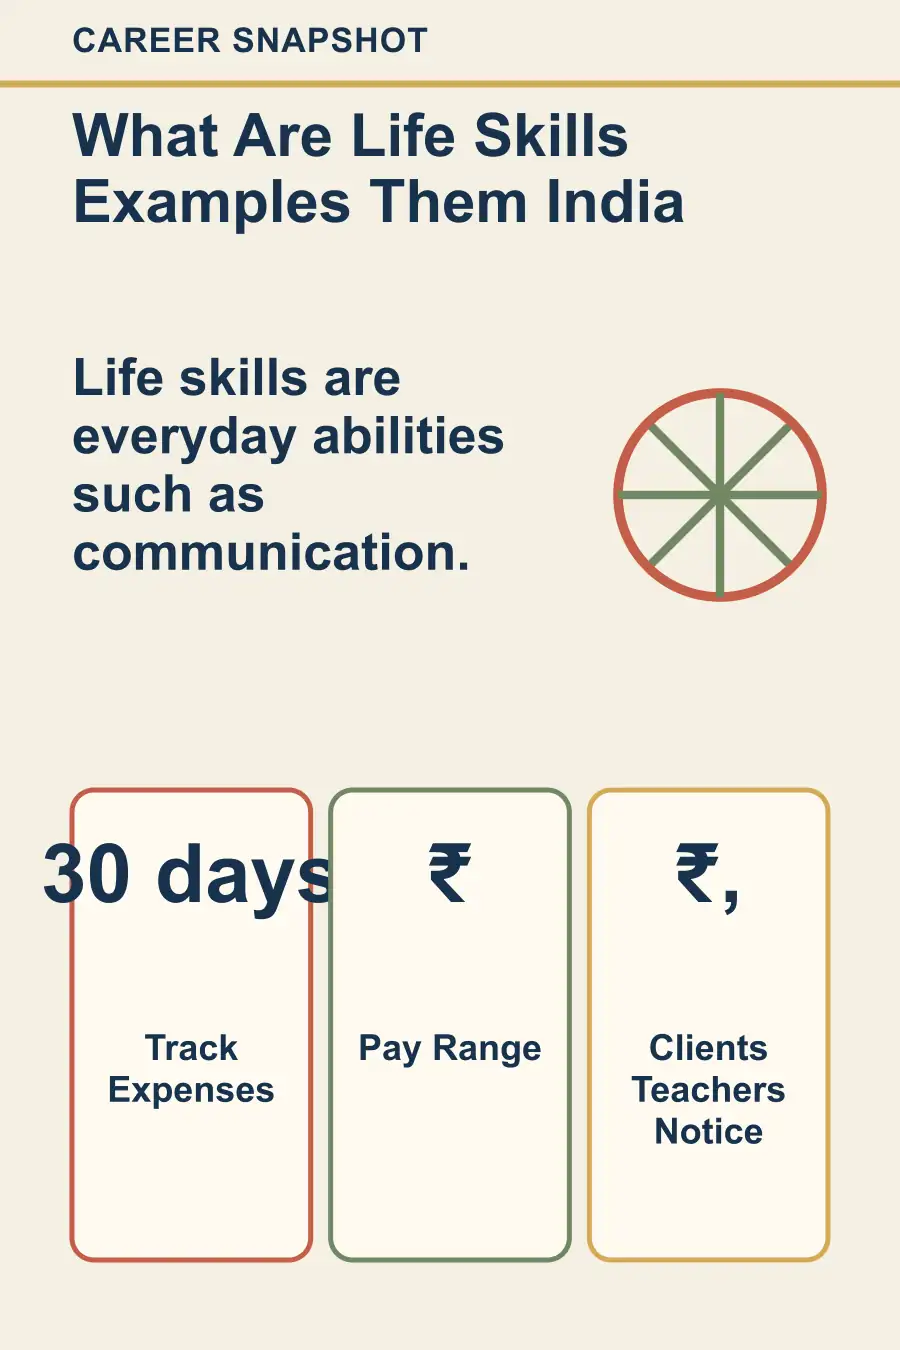 CAREER SNAPSHOT
What Are Life Skills
Examples Them India
Life skills are
everyday abilities
such as
communication.
30 days
Track
Expenses
₹
Pay Range
₹,
Clients
Teachers
Notice